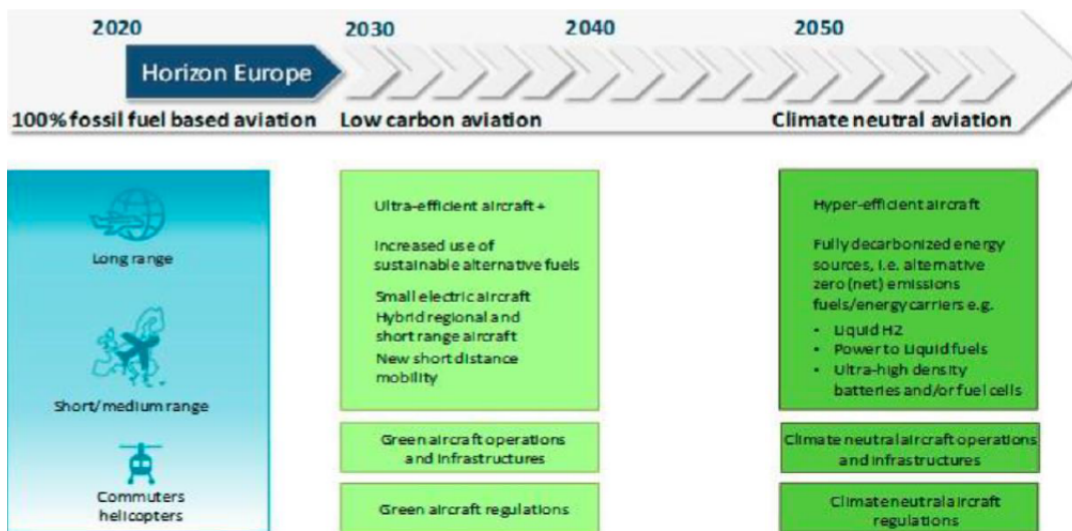 2020 2030 2040 2050
Horizon Europe
100% fossil fuel based aviation Low carbon aviation Climate neutral aviation
Long range
Short/medium range
Commuters
helicopters
Ultra-efficient aircraft +
Increased use of
sustainable alternative fuels
Small electric aircraft
Hybrid regional and
short range aircraft
New short distance
mobility
Green aircraft operations
and infrastructures
Green aircraft regulations
Hyper-efficient aircraft
Fully decarbonized energy
sources, i.e. alternative
zero (net) emissions
fuels/energy carriers e.g.
• Liquid H2
• Power to Liquid fuels
• Ultra-high density
batteries and/or fuel cells
Climate neutral aircraft operations
and infrastructures
Climate neutral aircraft
regulations